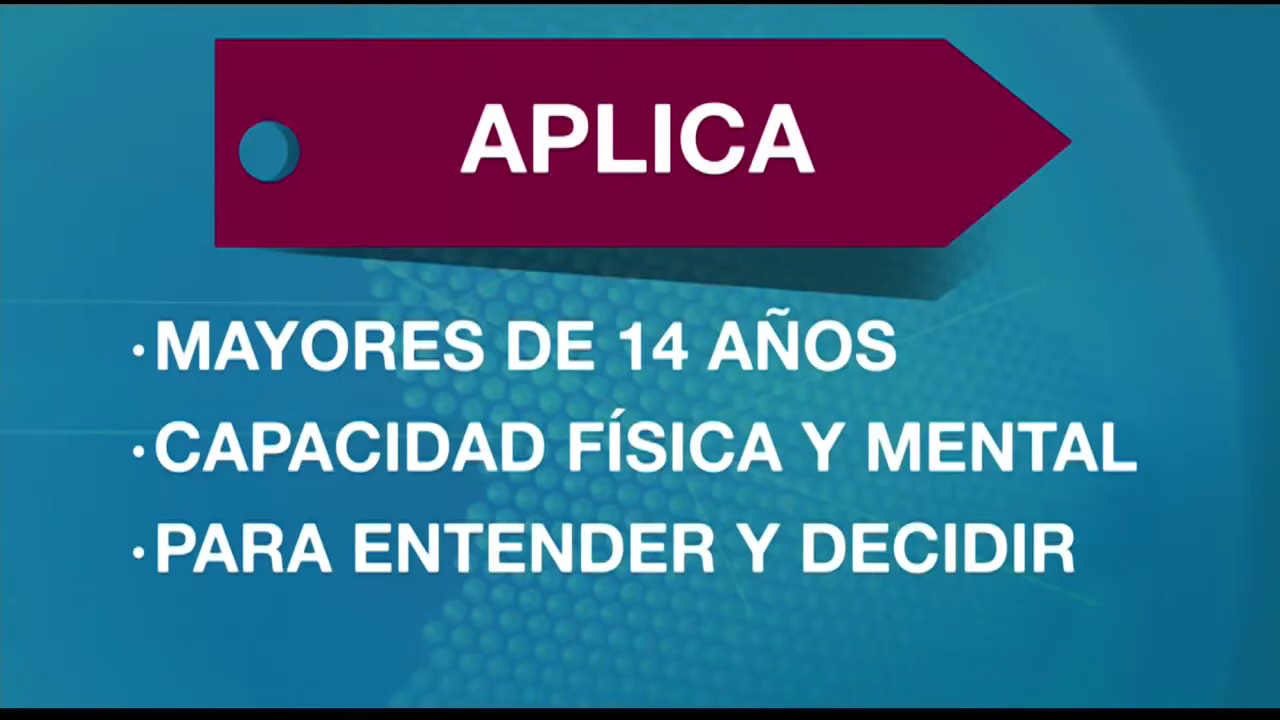 APLICA
·MAYORES DE 14 AÑOS
·CAPACIDAD FÍSICA Y MENTAL
·PARA ENTENDER Y DECIDIR